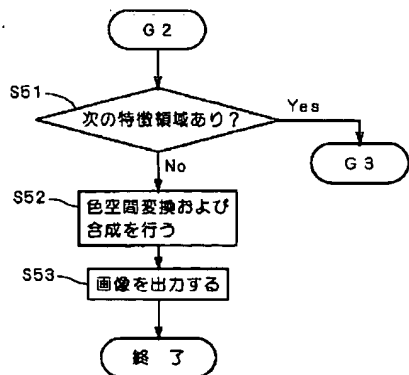 G2
S51
次の特徴領域あり?
Yes
G3
No
S52
色空間変換および
合成を行う
S53
画像を出力する
終 了